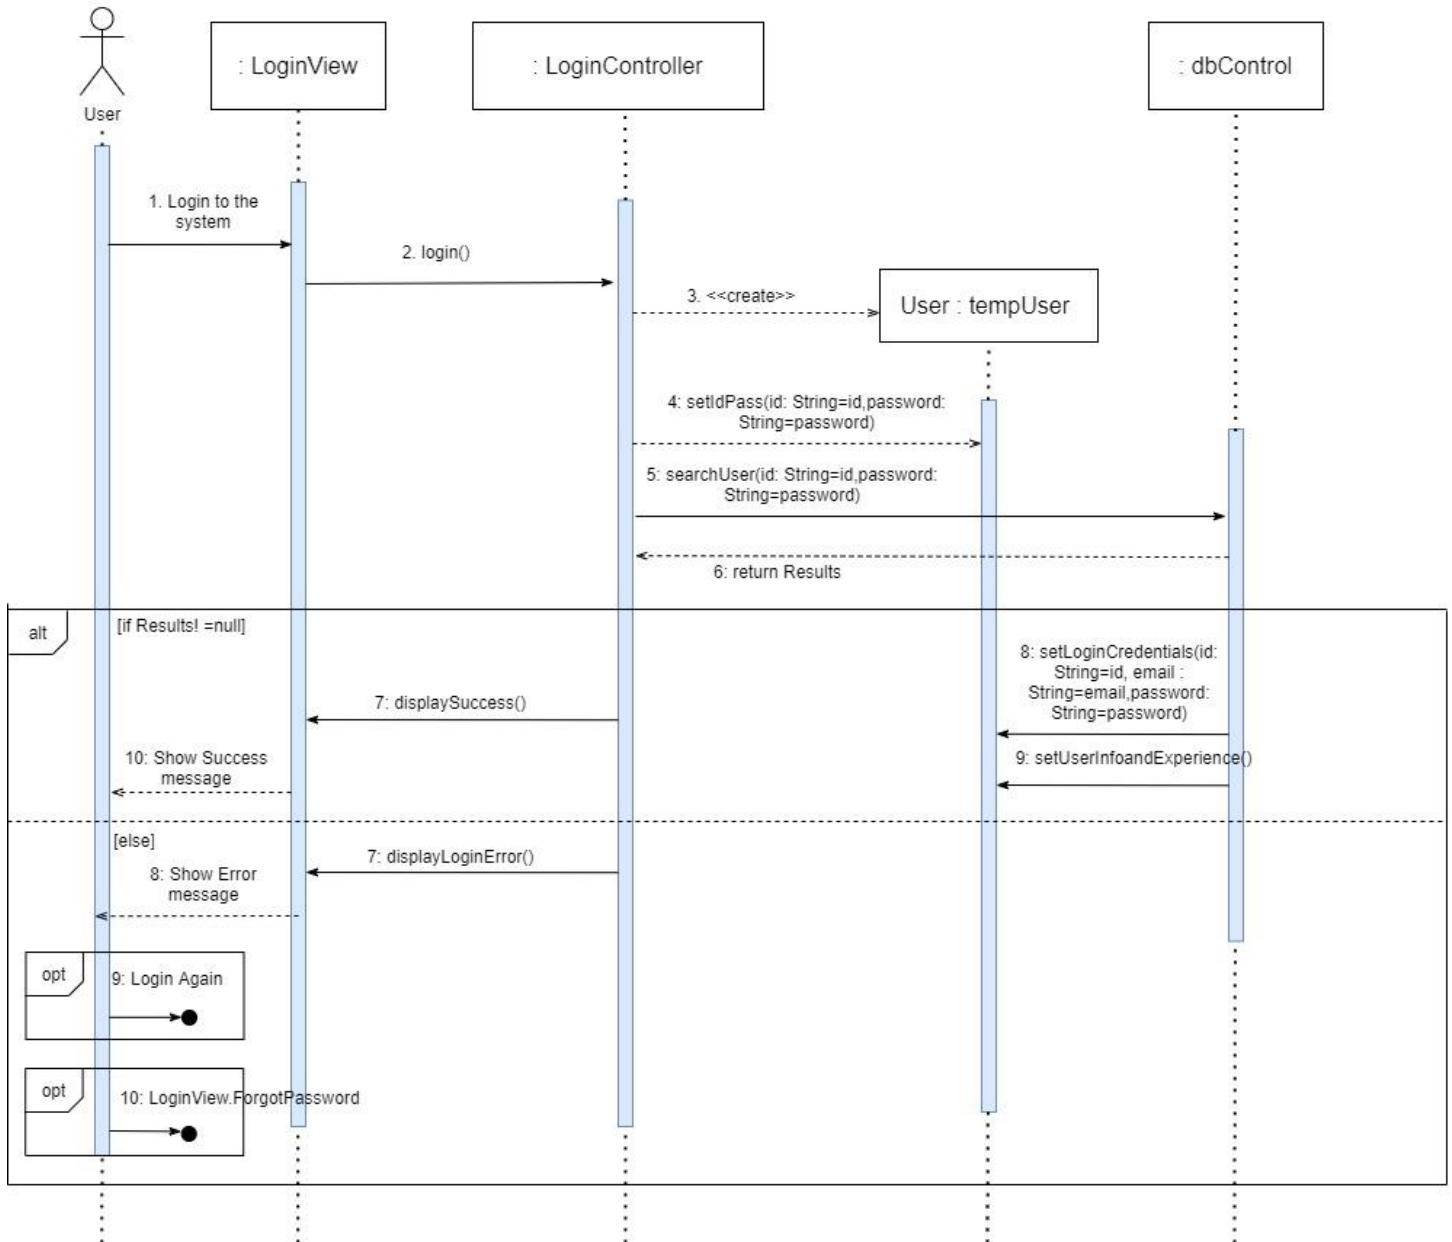 User
: LoginView
: LoginController
: dbControl
1. Login to the
system
2. login()
3. <<create>>
User : tempUser
4: setIdPass(id: String=id,password:
String=password)
5: searchUser(id: String=id,password:
String=password)
6: return Results
alt
[if Results! =null]
8: setLoginCredentials(id:
String=id, email :
String=email,password:
String=password)
7: displaySuccess()
10: Show Success
message
9: setUserInfoandExperience()
[else]
7: displayLoginError()
8: Show Error
message
opt
9: Login Again
opt
10: LoginView.ForgotPassword